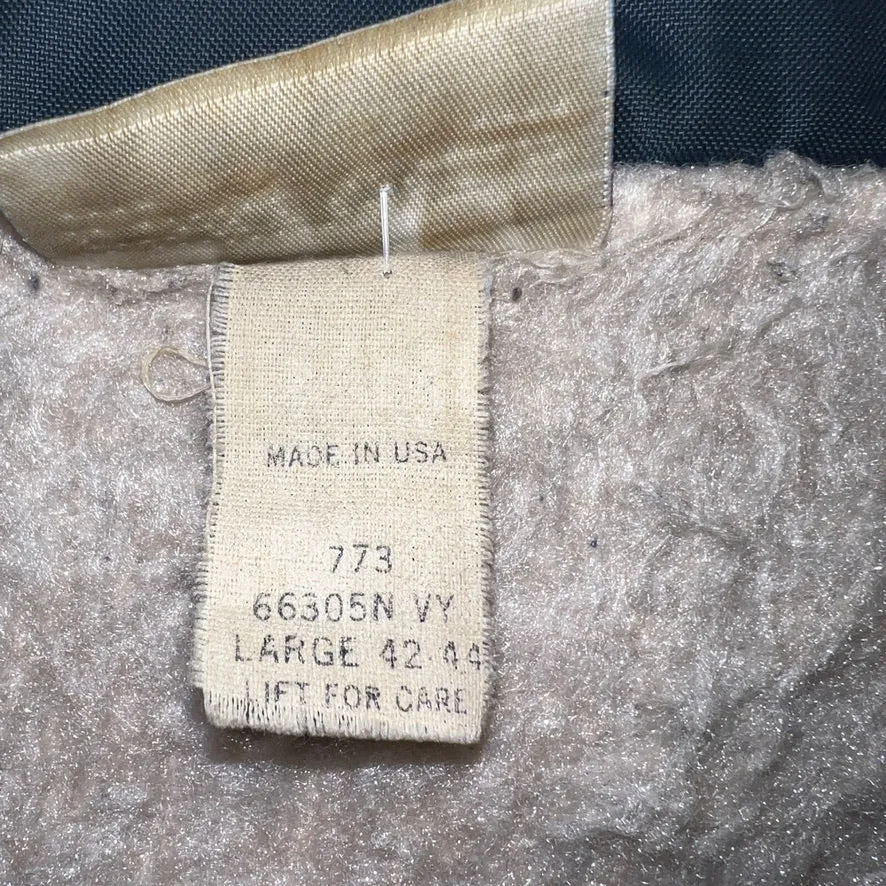 MADE IN USA
773
66305N VY
LARGE 42-44
LIFT FOR CARE